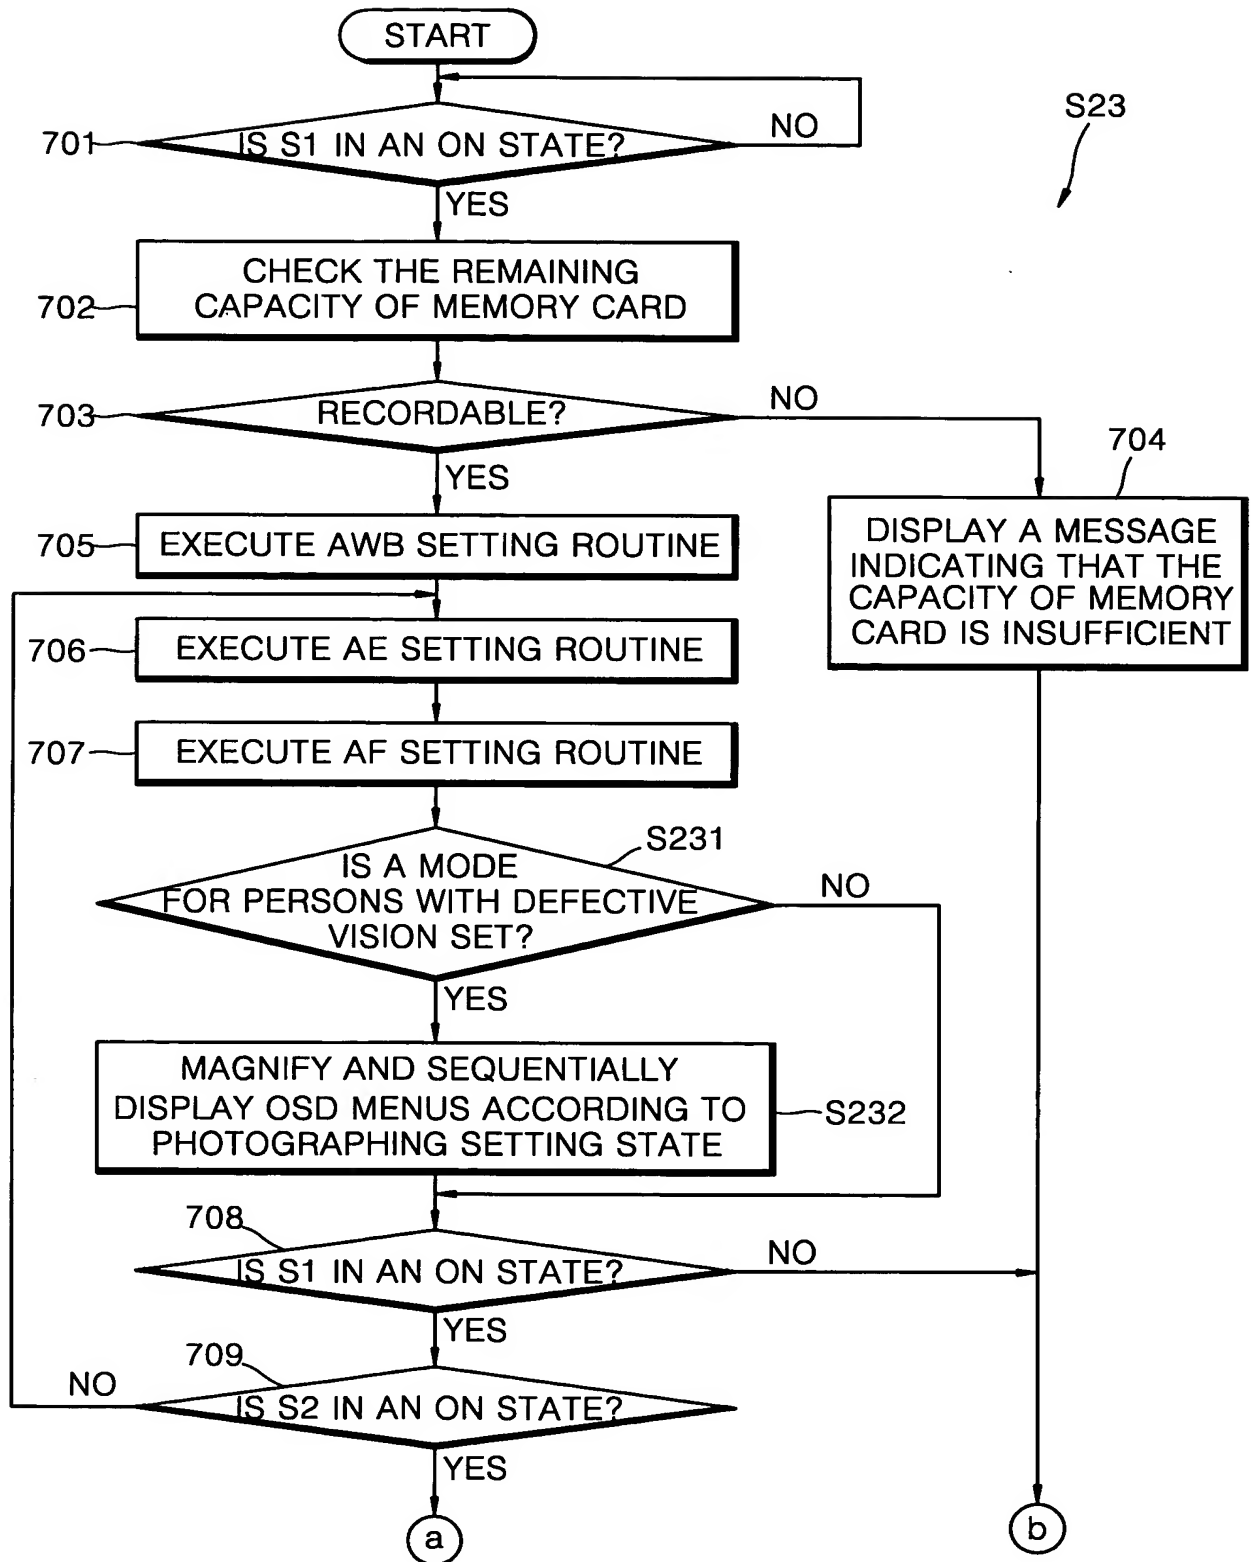 START
S23
701
IS S1 IN AN ON STATE?
NO
YES
702
CHECK THE REMAINING
CAPACITY OF MEMORY CARD
703
RECORDABLE?
NO
YES
704
DISPLAY A MESSAGE
INDICATING THAT THE
CAPACITY OF MEMORY
CARD IS INSUFFICIENT
705
EXECUTE AWB SETTING ROUTINE
706
EXECUTE AE SETTING ROUTINE
707
EXECUTE AF SETTING ROUTINE
S231
IS A MODE
FOR PERSONS WITH DEFECTIVE
VISION SET?
NO
YES
MAGNIFY AND SEQUENTIALLY
DISPLAY OSD MENUS ACCORDING TO
PHOTOGRAPHING SETTING STATE
S232
708
IS S1 IN AN ON STATE?
NO
YES
709
IS S2 IN AN ON STATE?
NO
YES
a
b